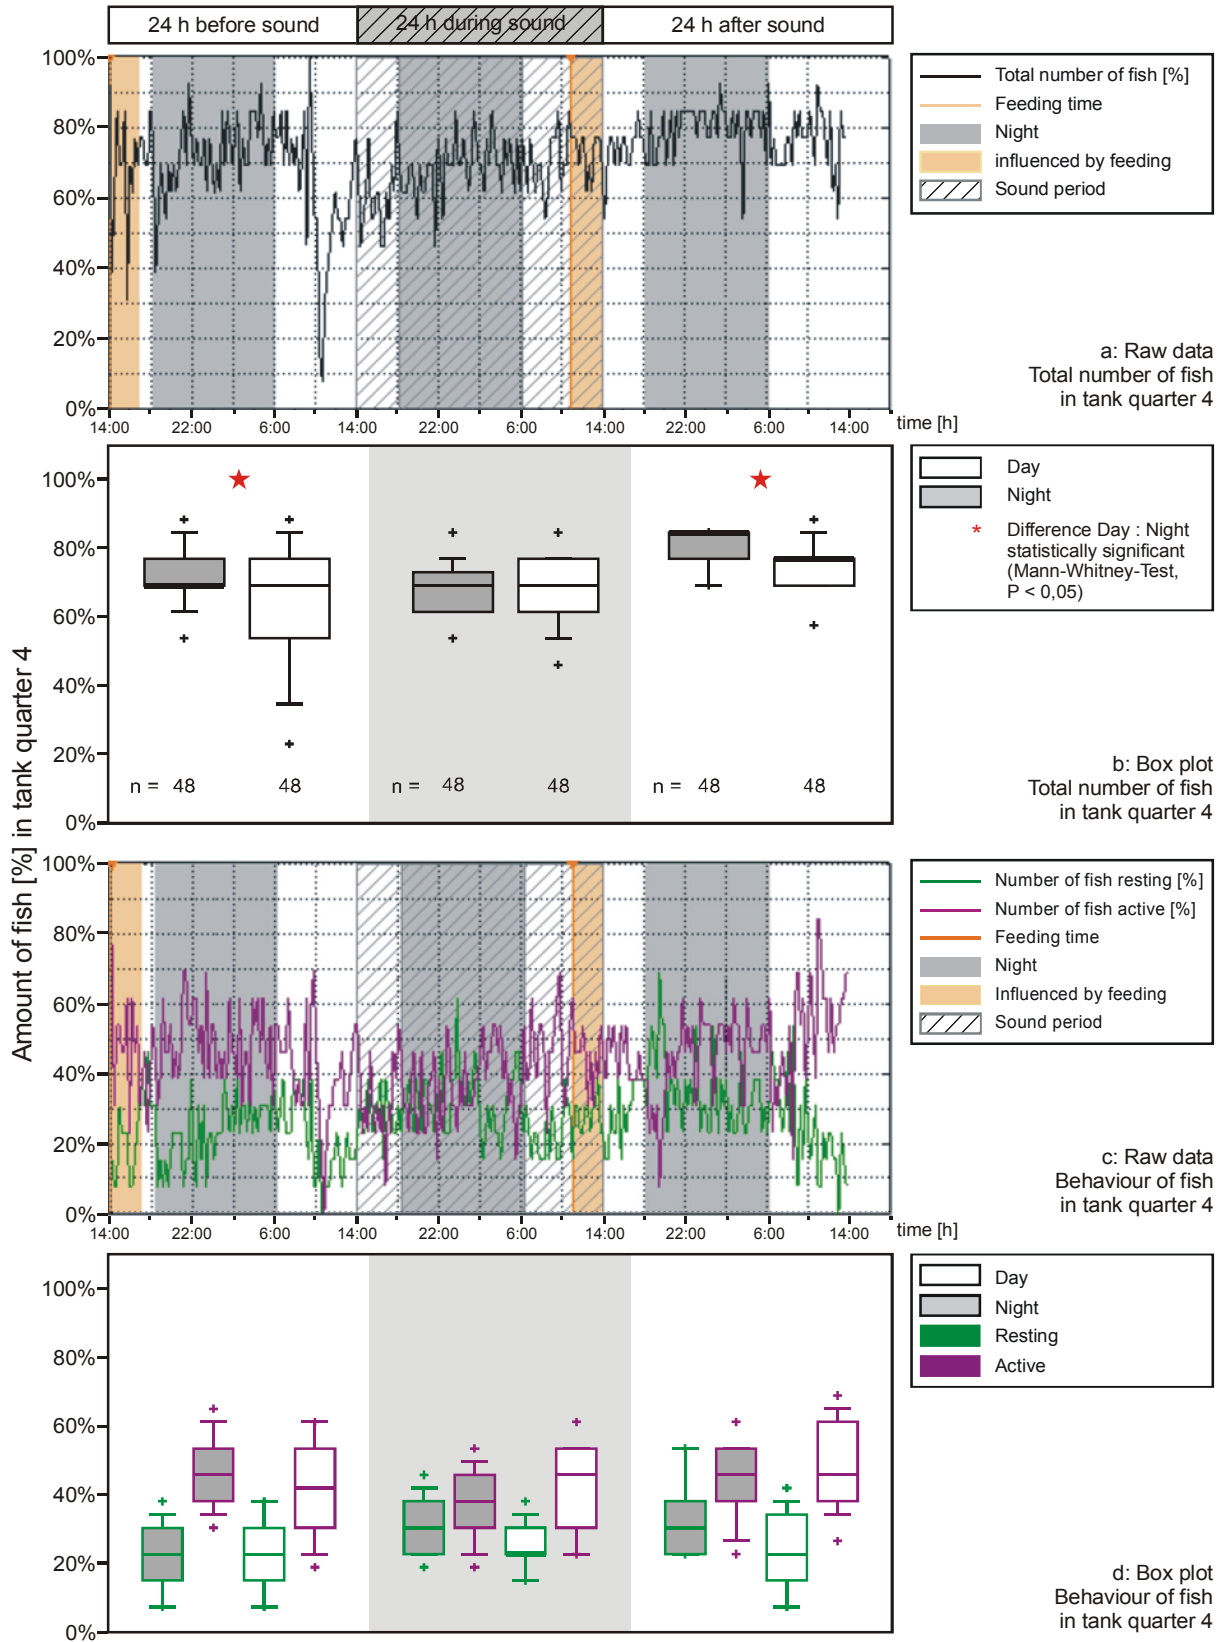 24 h before sound
24 h during sound
24 h after sound
100%
80%
60%
40%
20%
0%
14:00
22:00
6:00
14:00
22:00
6:00
14:00
22:00
6:00
14:00
time [h]
Total number of fish [%]
Feeding time
Night
influenced by feeding
Sound period
a: Raw data
Total number of fish
in tank quarter 4
Amount of fish [%] in tank quarter 4
100%
80%
60%
40%
20%
0%
n = 48
48
n = 48
48
n = 48
48
Day
Night
* Difference Day : Night
statistically significant
(Mann-Whitney-Test,
P < 0,05)
b: Box plot
Total number of fish
in tank quarter 4
100%
80%
60%
40%
20%
0%
14:00
22:00
6:00
14:00
22:00
6:00
14:00
22:00
6:00
14:00
time [h]
Number of fish resting [%]
Number of fish active [%]
Feeding time
Night
Influenced by feeding
Sound period
c: Raw data
Behaviour of fish
in tank quarter 4
100%
80%
60%
40%
20%
0%
Day
Night
Resting
Active
d: Box plot
Behaviour of fish
in tank quarter 4